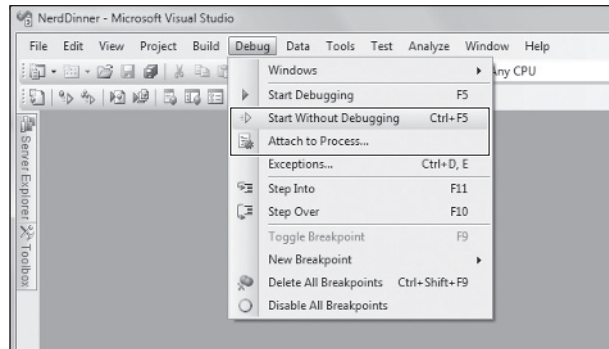 NerdDinner - Microsoft Visual Studio
File Edit View Project Build Debug Data Tools Test Analyze Window Help
Any CPU
Windows
Start Debugging F5
Start Without Debugging Ctrl+F5
Attach to Process...
Exceptions... Ctrl+D, E
Step Into F11
Step Over F10
Toggle Breakpoint F9
New Breakpoint
Delete All Breakpoints Ctrl+Shift+F9
Disable All Breakpoints
Server Explorer
Toolbox